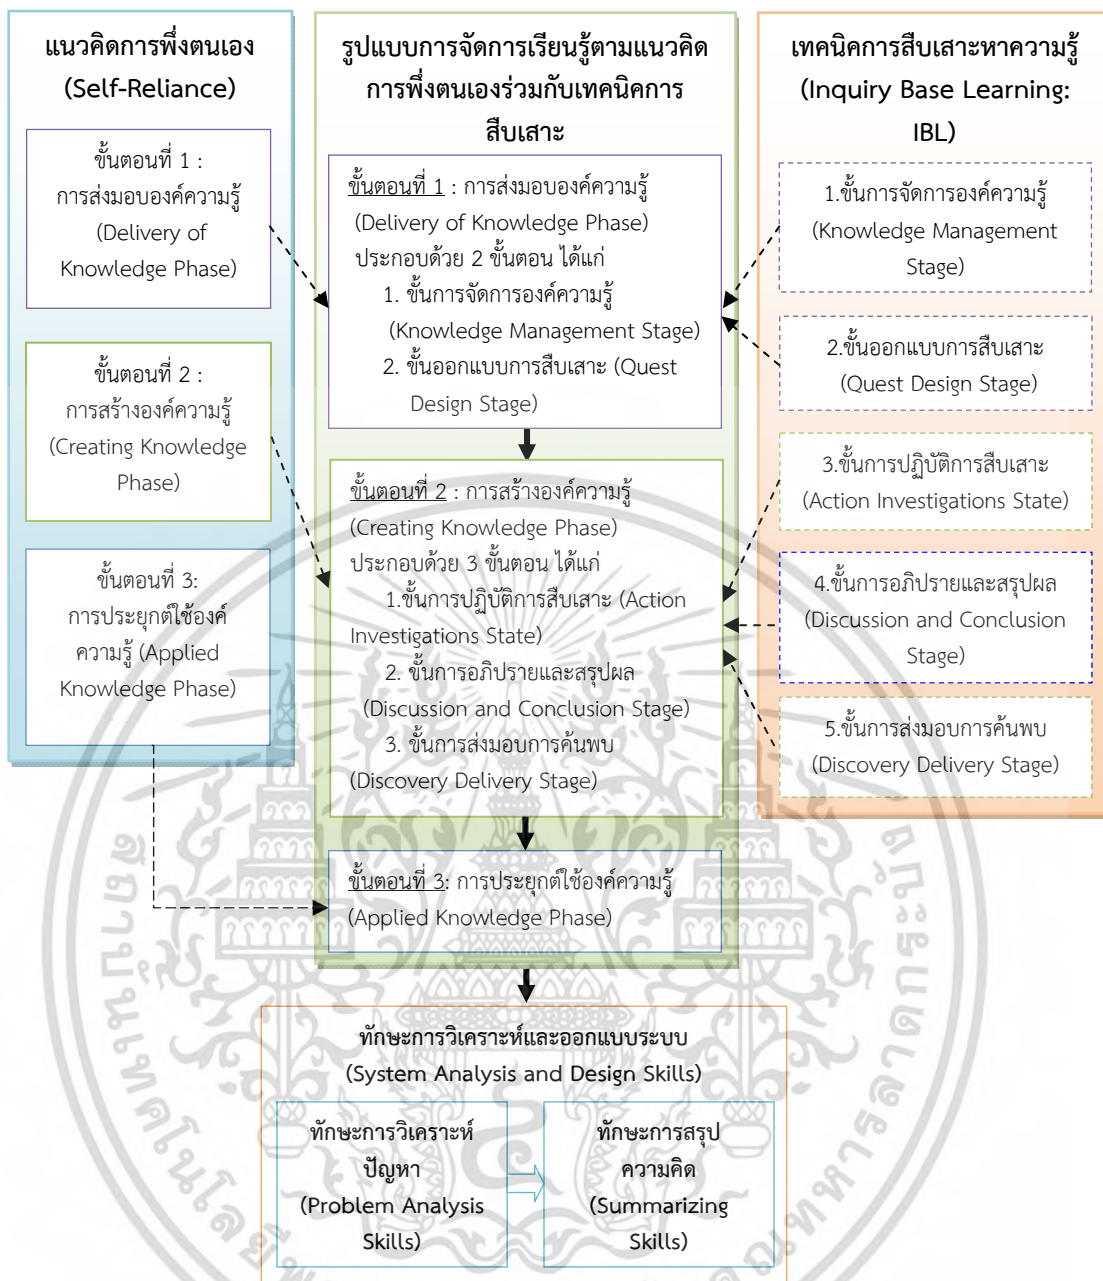 แนวคิดการพึ่งตนเอง
(Self-Reliance)
ขั้นตอนที่ 1 :
การส่งมอบองค์ความรู้
(Delivery of
Knowledge Phase)
ขั้นตอนที่ 2 :
การสร้างองค์ความรู้
(Creating Knowledge
Phase)
ขั้นตอนที่ 3:
การประยุกต์ใช้องค์
ความรู้ (Applied
Knowledge Phase)
รูปแบบการจัดการเรียนรู้ตามแนวคิด
การพึ่งตนเองร่วมกับเทคนิคการ
สืบเสาะ
ขั้นตอนที่ 1 : การส่งมอบองค์ความรู้
(Delivery of Knowledge Phase)
ประกอบด้วย 2 ขั้นตอน ได้แก่
1. ขั้นการจัดการองค์ความรู้
(Knowledge Management Stage)
2. ขั้นออกแบบการสืบเสาะ (Quest
Design Stage)
ขั้นตอนที่ 2 : การสร้างองค์ความรู้
(Creating Knowledge Phase)
ประกอบด้วย 3 ขั้นตอน ได้แก่
1.ขั้นการปฏิบัติการสืบเสาะ (Action
Investigations State)
2. ขั้นการอภิปรายและสรุปผล
(Discussion and Conclusion Stage)
3. ขั้นการส่งมอบการค้นพบ
(Discovery Delivery Stage)
ขั้นตอนที่ 3: การประยุกต์ใช้องค์ความรู้
(Applied Knowledge Phase)
เทคนิคการสืบเสาะหาความรู้
(Inquiry Base Learning:
IBL)
1.ขั้นการจัดการองค์ความรู้
(Knowledge Management
Stage)
2.ขั้นออกแบบการสืบเสาะ
(Quest Design Stage)
3.ขั้นการปฏิบัติการสืบเสาะ
(Action Investigations State)
4.ขั้นการอภิปรายและสรุปผล
(Discussion and Conclusion
Stage)
5.ขั้นการส่งมอบการค้นพบ
(Discovery Delivery Stage)
ทักษะการวิเคราะห์และออกแบบระบบ
(System Analysis and Design Skills)
ทักษะการวิเคราะห์
ปัญหา
(Problem Analysis
Skills)
ทักษะการสรุป
ความคิด
(Summarizing
Skills)